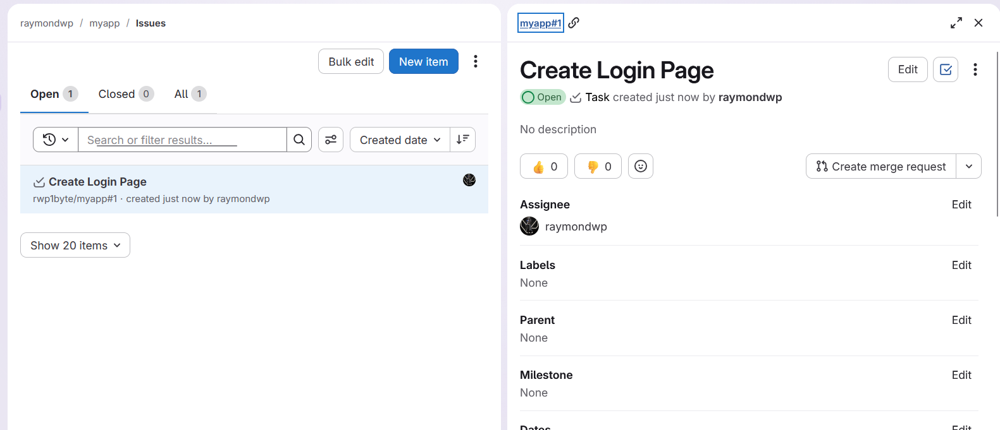 raymondwp / myapp / Issues
Bulk edit New item
Open 1 Closed 0 All 1
Search or filter results... Created date
Create Login Page
rwp1byte/myapp#1 · created just now by raymondwp
Show 20 items
myapp#1
Create Login Page
Edit
Open Task created just now by raymondwp
No description
👍 0 👎 0 Create merge request
Assignee Edit
raymondwp
Labels Edit
None
Parent Edit
None
Milestone Edit
None
Dates Edit